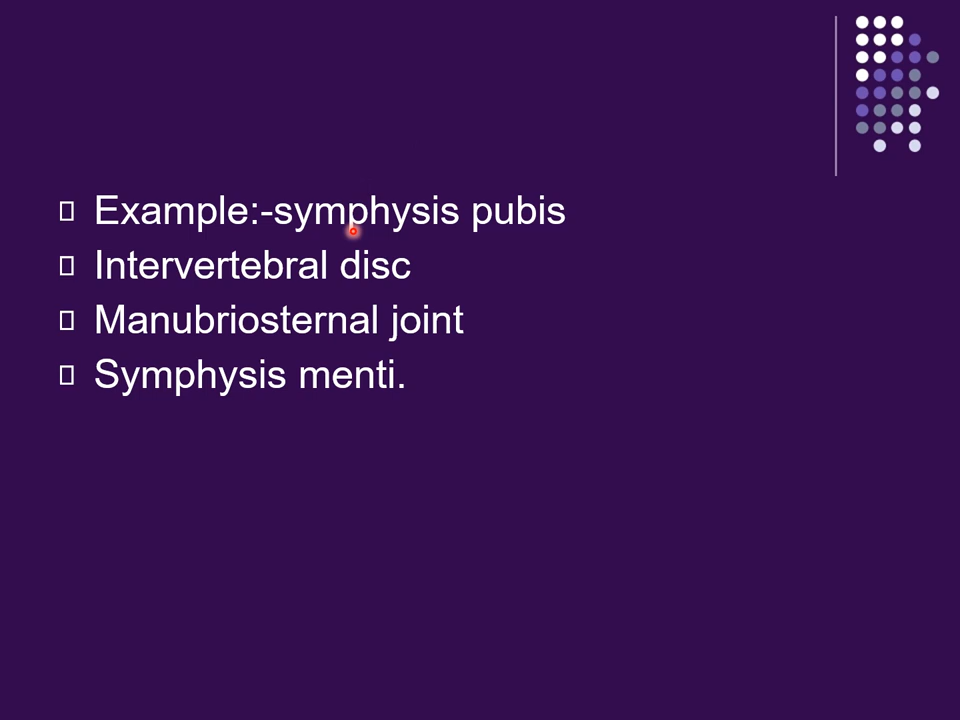 Example:-symphysis pubis
Intervertebral disc
Manubriosternal joint
Symphysis menti.